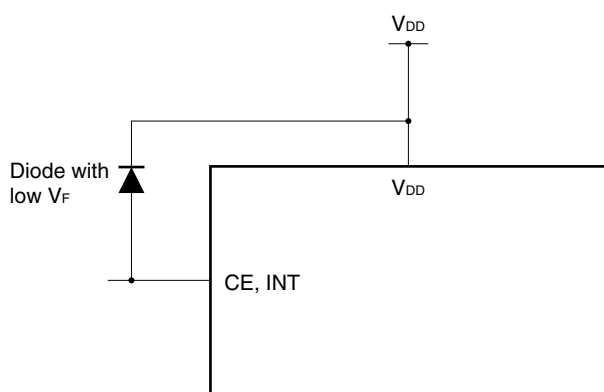 VDD
Diode with
low VF
VDD
CE, INT